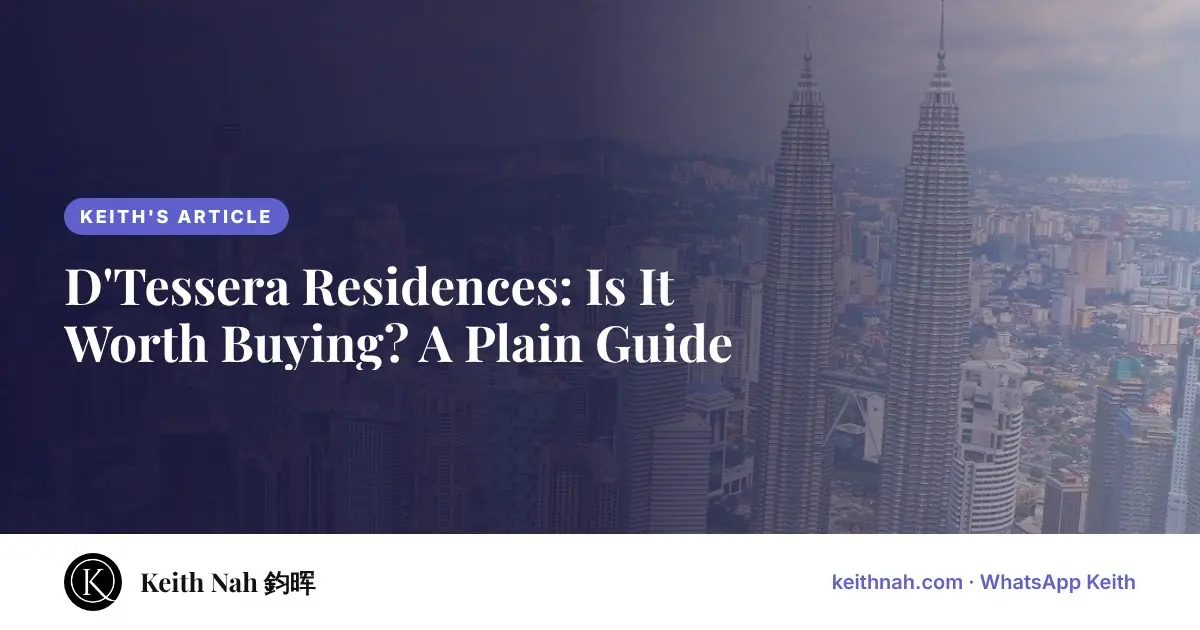 KEITH'S ARTICLE
D'Tessera Residences: Is It
Worth Buying? A Plain Guide
K
Keith Nah 鈞晖
keithnah.com · WhatsApp Keith